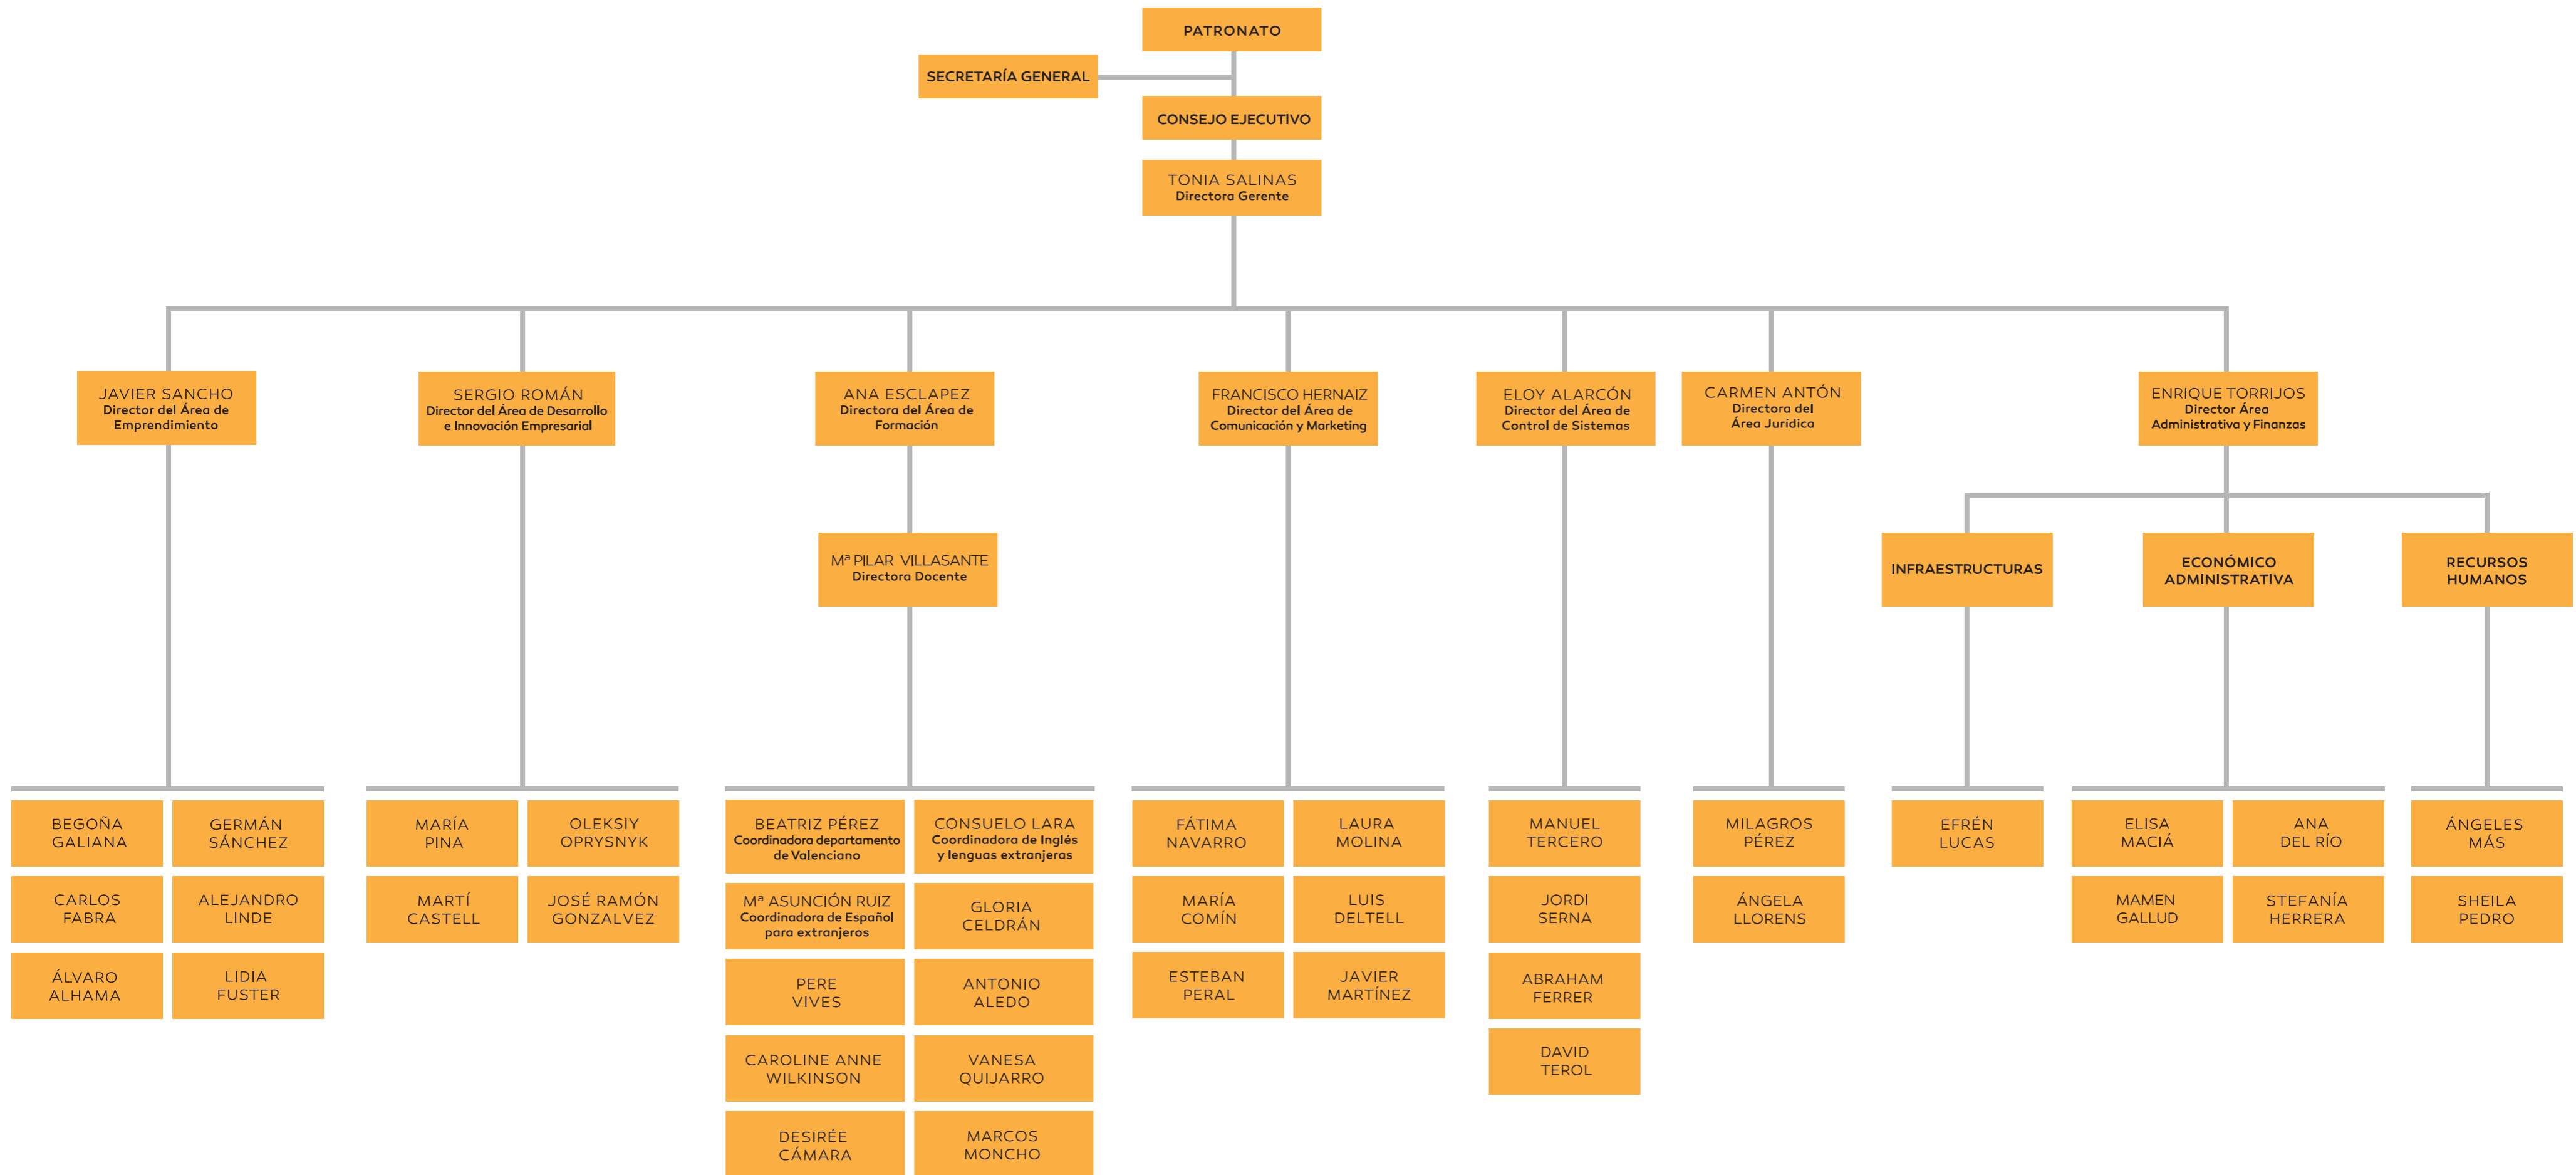 PATRONATO
SECRETARÍA GENERAL
CONSEJO EJECUTIVO
TONIA SALINAS
Directora Gerente
JAVIER SANCHO
Director del Área de
Emprendimiento
SERGIO ROMÁN
Director del Área de Desarrollo
e Innovación Empresarial
ANA ESCLAPEZ
Directora del Área de
Formación
FRANCISCO HERNAIZ
Director del Área de
Comunicación y Marketing
ELOY ALARCÓN
Director del Área de
Control de Sistemas
CARMEN ANTÓN
Directora del
Área Jurídica
ENRIQUE TORRIJOS
Director Área
Administrativa y Finanzas
Mª PILAR VILLASANTE
Directora Docente
INFRAESTRUCTURAS
ECONÓMICO
ADMINISTRATIVA
RECURSOS
HUMANOS
BEGOÑA
GALIANA
GERMÁN
SÁNCHEZ
CARLOS
FABRA
ALEJANDRO
LINDE
ÁLVARO
ALHAMA
LIDIA
FUSTER
MARÍA
PINA
OLEKSIY
OPRYSNYK
MARTÍ
CASTELL
JOSÉ RAMÓN
GONZALVEZ
BEATRIZ PÉREZ
Coordinadora departamento
de Valenciano
CONSUELO LARA
Coordinadora de Inglés
y lenguas extranjeras
Mª ASUNCIÓN RUIZ
Coordinadora de Español
para extranjeros
GLORIA
CELDRÁN
PERE
VIVES
ANTONIO
ALEDO
CAROLINE ANNE
WILKINSON
VANESA
QUIJARRO
DESIRÉE
CÁMARA
MARCOS
MONCHO
FÁTIMA
NAVARRO
LAURA
MOLINA
MARÍA
COMÍN
LUIS
DELTELL
ESTEBAN
PERAL
JAVIER
MARTÍNEZ
MANUEL
TERCERO
JORDI
SERNA
ABRAHAM
FERRER
DAVID
TEROL
MILAGROS
PÉREZ
ÁNGELA
LLORENS
EFRÉN
LUCAS
ELISA
MACIÁ
ANA
DEL RÍO
MAMEN
GALLUD
STEFANÍA
HERRERA
ÁNGELES
MÁS
SHEILA
PEDRO